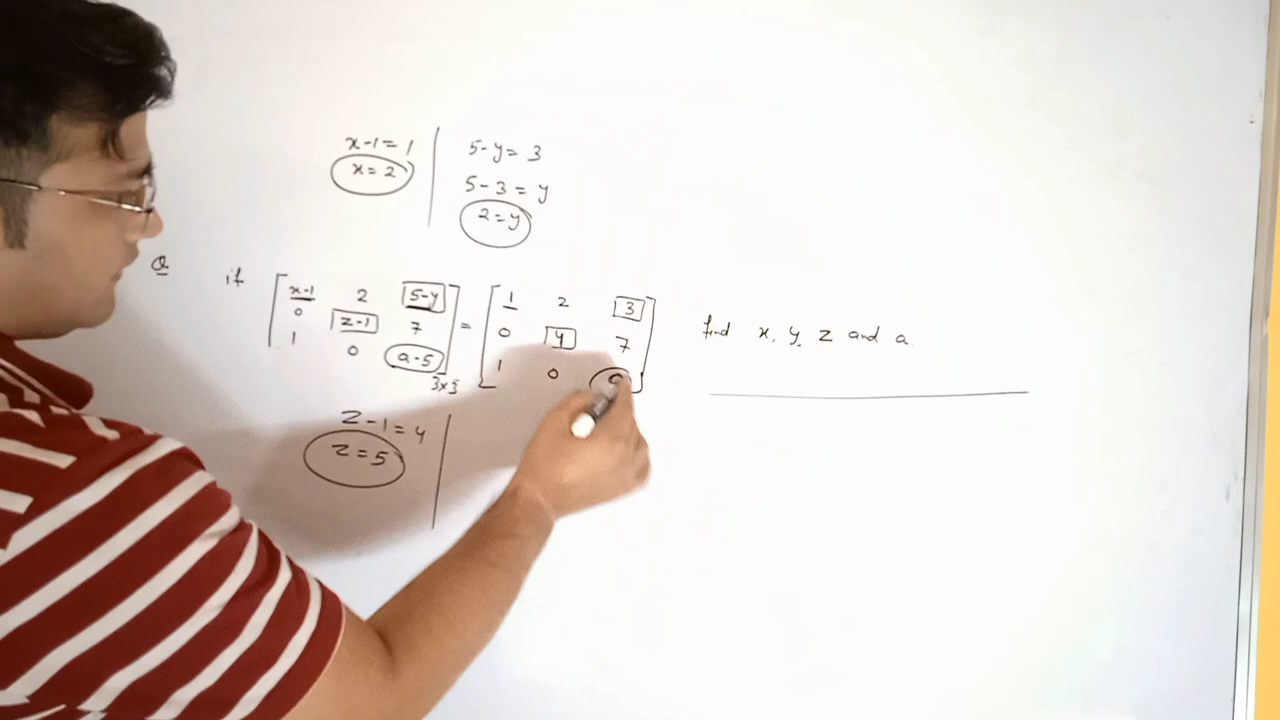 x-1=1
x=2
5-y=3
5-3=y
2=y
Q if [ x-1 2 5-y ] = [ 1 2 3 ] find x, y, z and a.
0 z-1 7 0 4 7
1 0 a-5 1 0
3x3
z-1=4
z=5